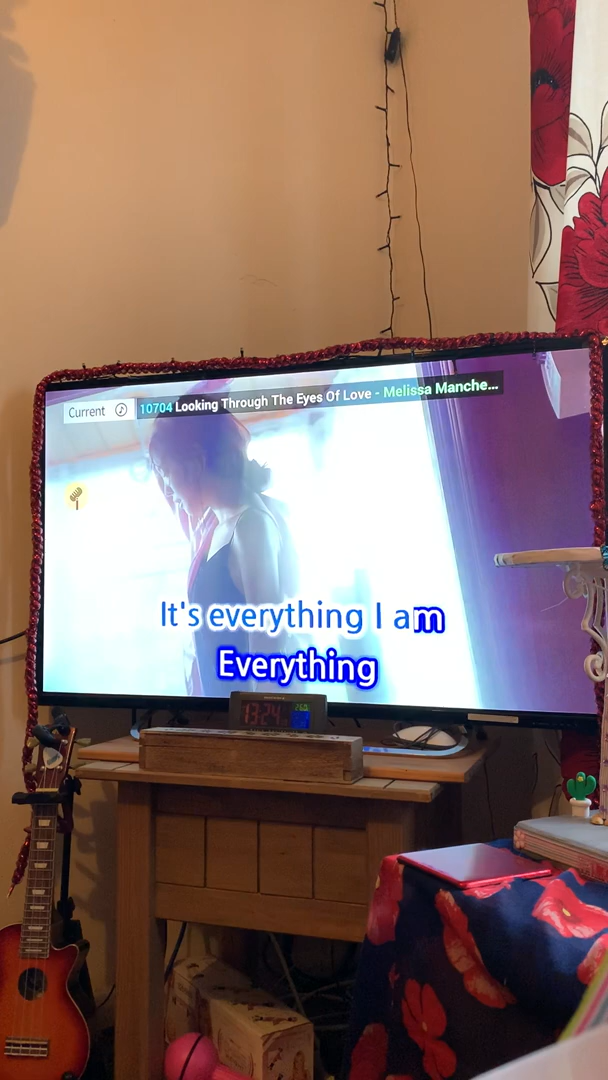 Current
10704 Looking Through The Eyes Of Love - Melissa Manche...
It's everything I am
Everything
13:24